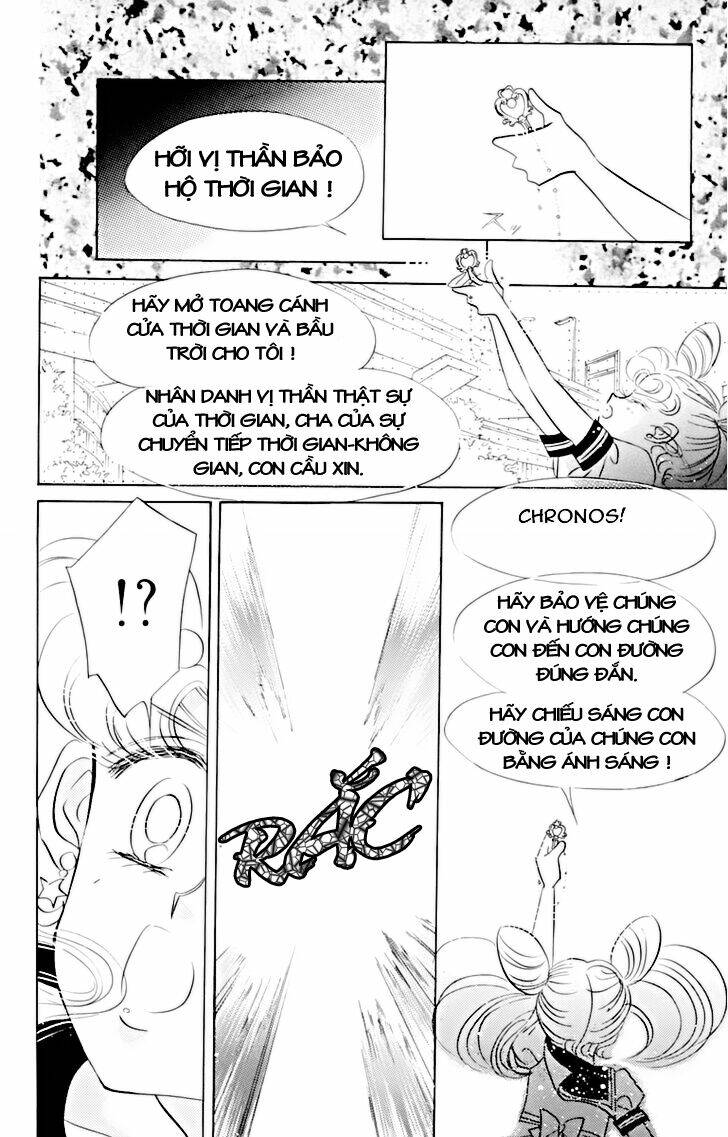 HỠI VỊ THẦN BẢO
HỘ THỜI GIAN !
スッ
HÃY MỞ TOANG CÁNH
CỬA THỜI GIAN VÀ BẦU
TRỜI CHO TÔI !
NHÂN DANH VỊ THẦN THẬT SỰ
CỦA THỜI GIAN, CHA CỦA SỰ
CHUYỂN TIẾP THỜI GIAN-KHÔNG
GIAN, CON CẦU XIN.
CHRONOS!
HÃY BẢO VỆ CHÚNG
CON VÀ HƯỚNG CHÚNG
CON ĐẾN CON ĐƯỜNG
ĐÚNG ĐẮN.
HÃY CHIẾU SÁNG CON
ĐƯỜNG CỦA CHÚNG CON
BẰNG ÁNH SÁNG !
RẮC
!?